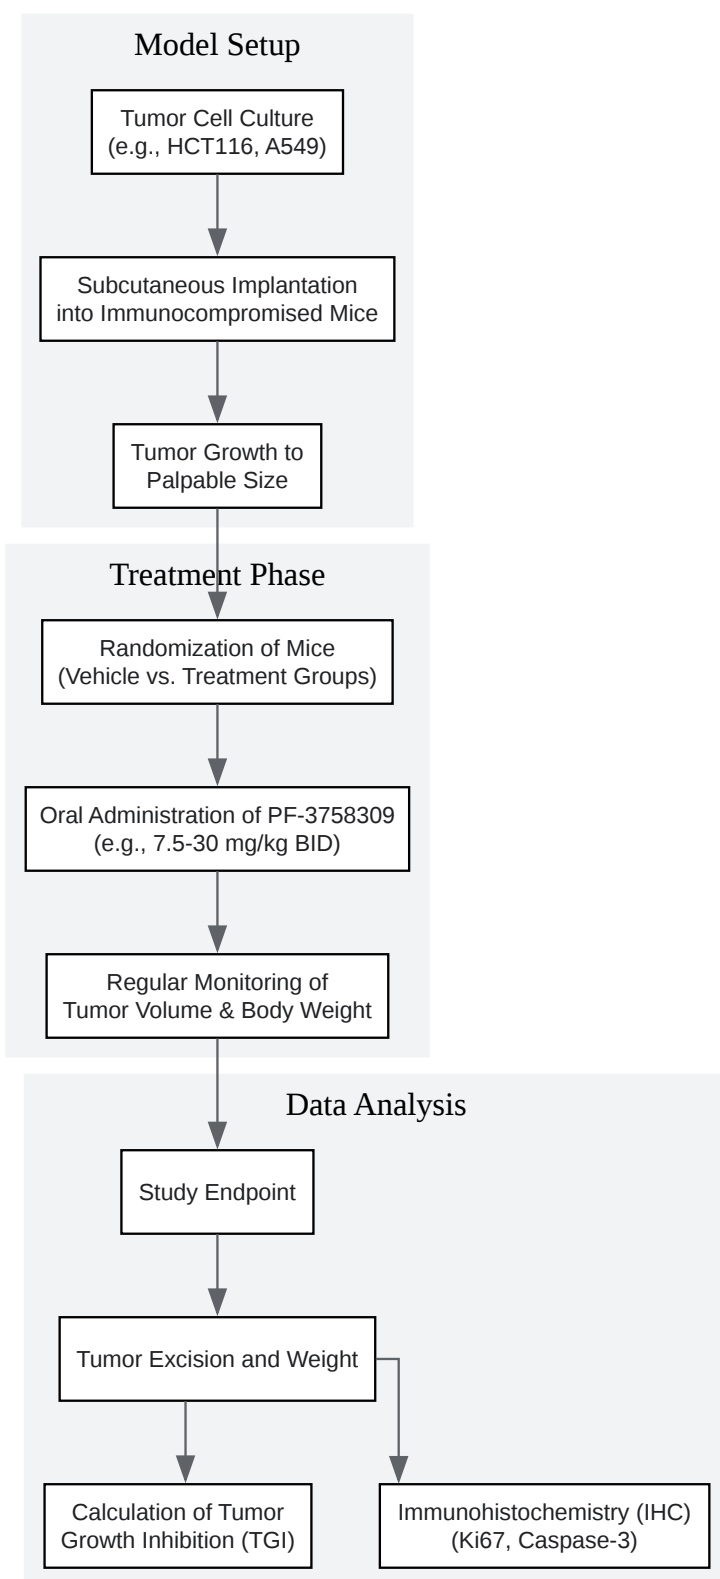 Model Setup
Tumor Cell Culture
(e.g., HCT116, A549)
Subcutaneous Implantation
into Immunocompromised Mice
Tumor Growth to
Palpable Size
Treatment Phase
Randomization of Mice
(Vehicle vs. Treatment Groups)
Oral Administration of PF-3758309
(e.g., 7.5-30 mg/kg BID)
Regular Monitoring of
Tumor Volume & Body Weight
Data Analysis
Study Endpoint
Tumor Excision and Weight
Calculation of Tumor
Growth Inhibition (TGI)
Immunohistochemistry (IHC)
(Ki67, Caspase-3)